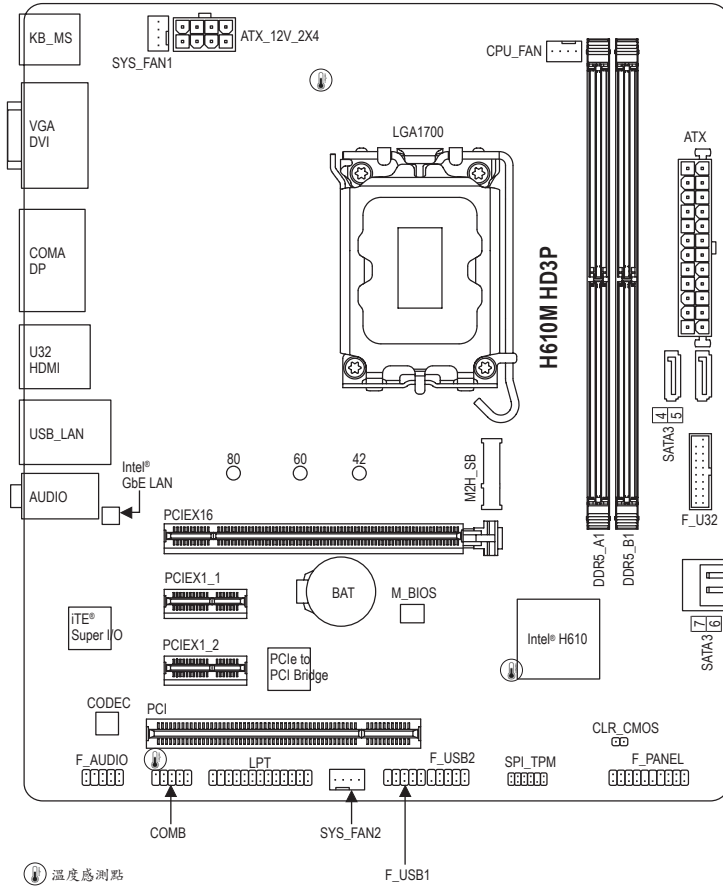 KB_MS
SYS_FAN1
ATX_12V_2X4
CPU_FAN
VGA
DVI
LGA1700
ATX
COMA
DP
H610M HD3P
U32
HDMI
4
5
SATA3
USB_LAN
Intel®
GbE LAN
80
60
42
M2H_SB
AUDIO
F_U32
PCIEX16
DDR5_A1
DDR5_B1
PCIEX1_1
BAT
M_BIOS
iTE®
Super I/O
Intel® H610
7
6
SATA3
PCIEX1_2
PCIe to
PCI Bridge
CODEC
PCI
CLR_CMOS
F_AUDIO
LPT
F_USB2
SPI_TPM
F_PANEL
COMB
SYS_FAN2
F_USB1
溫度感測點